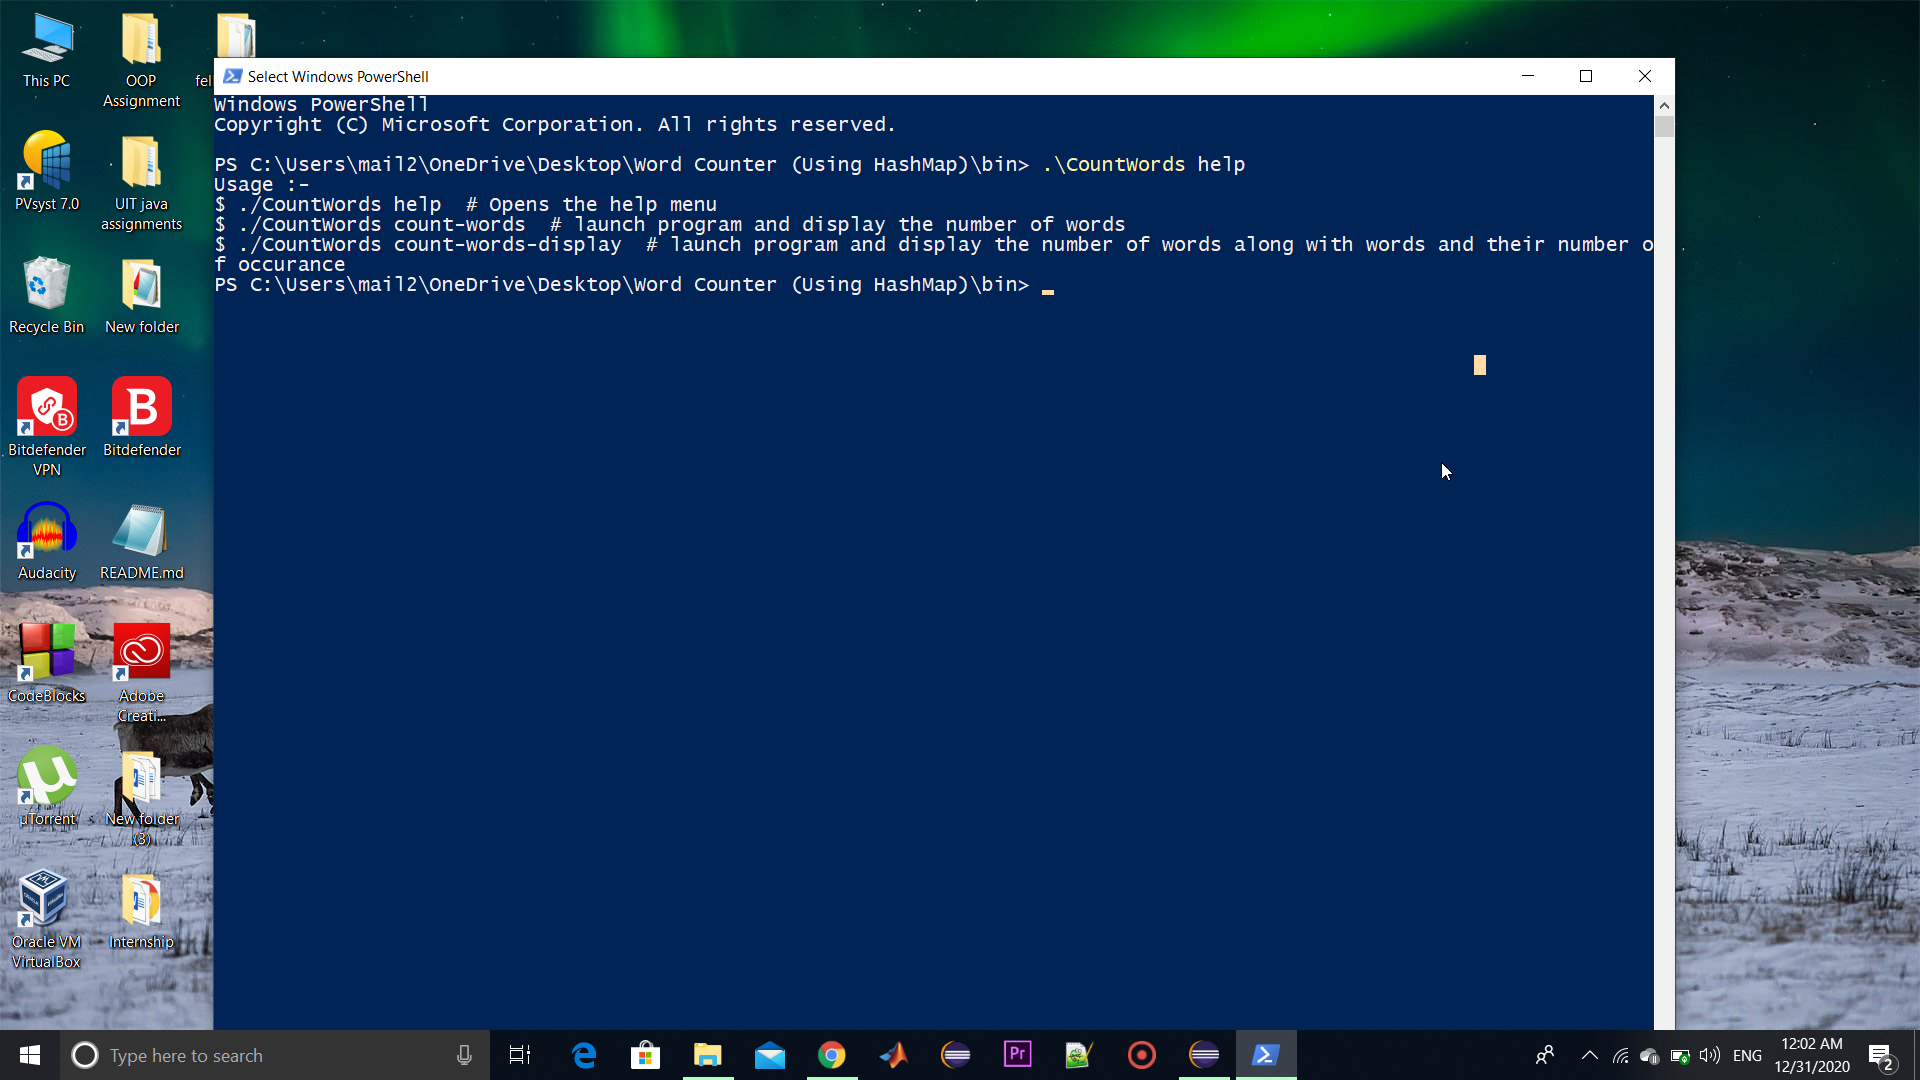 This PC
OOP
Assignment
fel
PVsyst 7.0
UIT java
assignments
Recycle Bin
New folder
Bitdefender
VPN
Bitdefender
Audacity
README.md
CodeBlocks
Adobe
Creati...
µTorrent
New folder
(3)
Oracle VM
VirtualBox
Internship
Select Windows PowerShell
Windows PowerShell
Copyright (C) Microsoft Corporation. All rights reserved.
PS C:\Users\mail2\OneDrive\Desktop\Word Counter (Using HashMap)\bin> .\CountWords help
Usage :-
$ ./CountWords help  # Opens the help menu
$ ./CountWords count-words  # launch program and display the number of words
$ ./CountWords count-words-display  # launch program and display the number of words along with words and their number o
f occurance
PS C:\Users\mail2\OneDrive\Desktop\Word Counter (Using HashMap)\bin> _
Type here to search
Pr
ENG
12:02 AM
12/31/2020
2